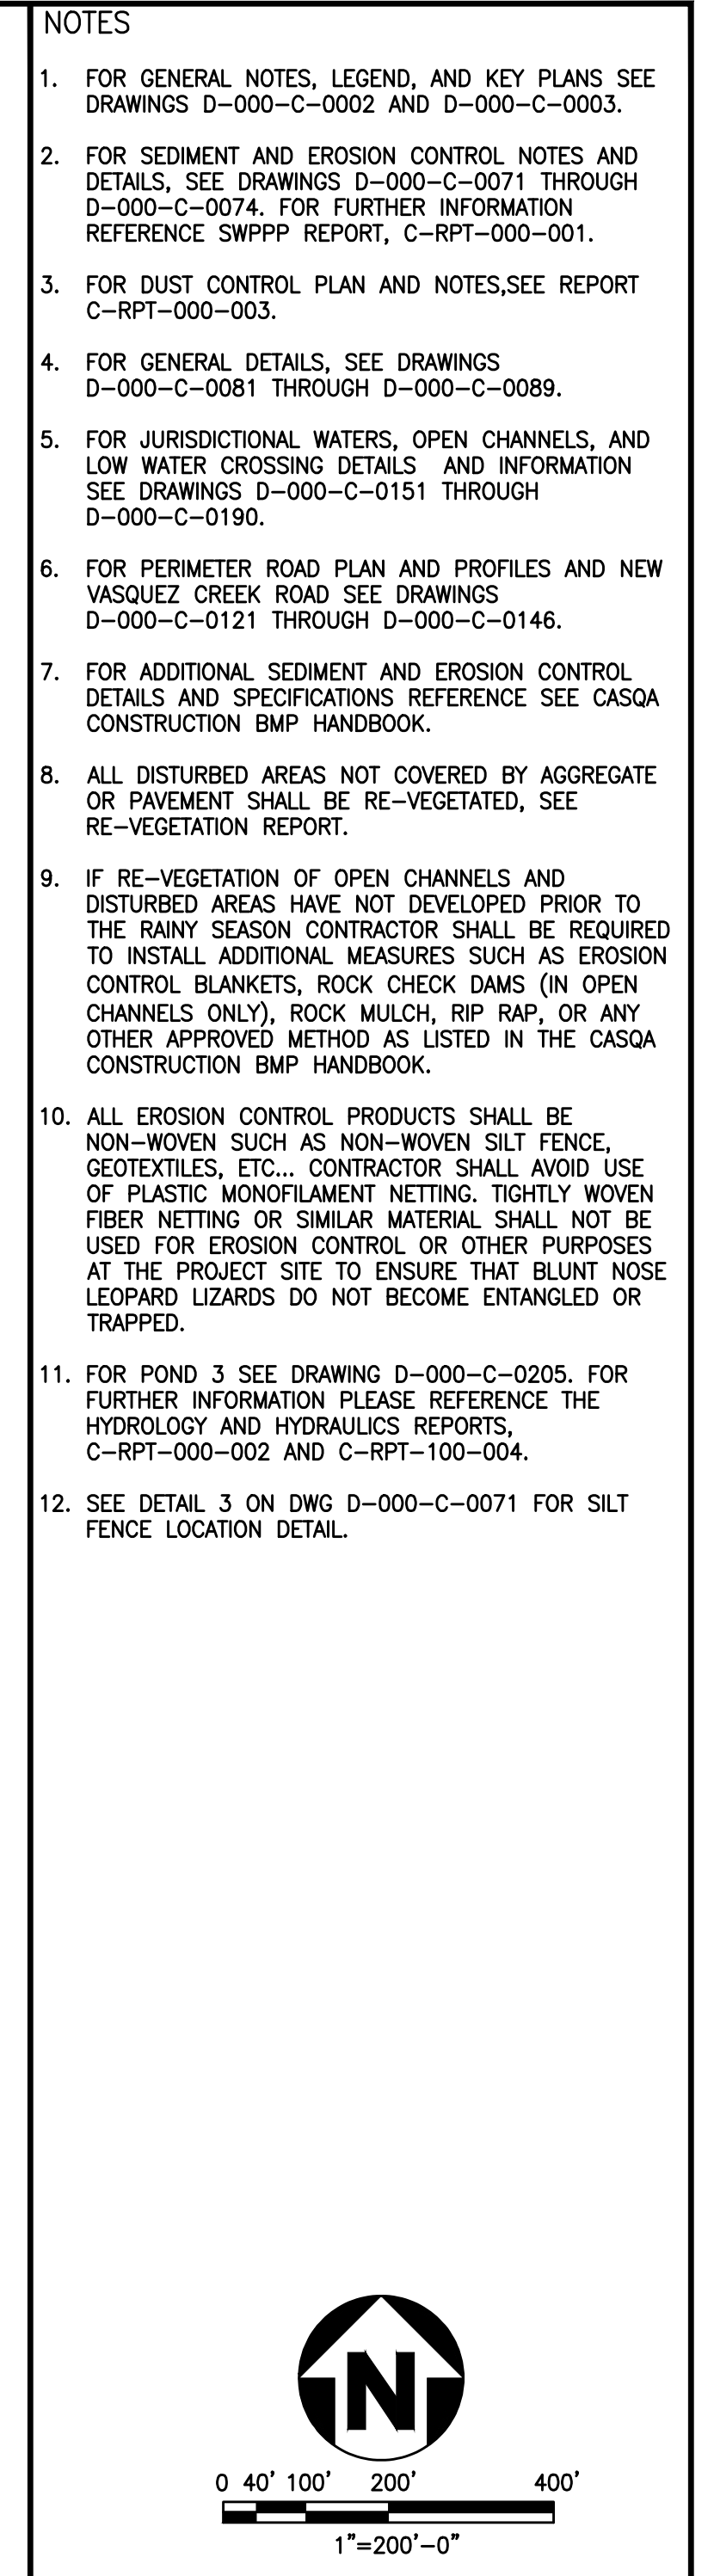 NOTES
1. FOR GENERAL NOTES, LEGEND, AND KEY PLANS SEE
DRAWINGS D-000-C-0002 AND D-000-C-0003.
2. FOR SEDIMENT AND EROSION CONTROL NOTES AND
DETAILS, SEE DRAWINGS D-000-C-0071 THROUGH
D-000-C-0074. FOR FURTHER INFORMATION
REFERENCE SWPPP REPORT, C-RPT-000-001.
3. FOR DUST CONTROL PLAN AND NOTES,SEE REPORT
C-RPT-000-003.
4. FOR GENERAL DETAILS, SEE DRAWINGS
D-000-C-0081 THROUGH D-000-C-0089.
5. FOR JURISDICTIONAL WATERS, OPEN CHANNELS, AND
LOW WATER CROSSING DETAILS AND INFORMATION
SEE DRAWINGS D-000-C-0151 THROUGH
D-000-C-0190.
6. FOR PERIMETER ROAD PLAN AND PROFILES AND NEW
VASQUEZ CREEK ROAD SEE DRAWINGS
D-000-C-0121 THROUGH D-000-C-0146.
7. FOR ADDITIONAL SEDIMENT AND EROSION CONTROL
DETAILS AND SPECIFICATIONS REFERENCE SEE CASQA
CONSTRUCTION BMP HANDBOOK.
8. ALL DISTURBED AREAS NOT COVERED BY AGGREGATE
OR PAVEMENT SHALL BE RE-VEGETATED, SEE
RE-VEGETATION REPORT.
9. IF RE-VEGETATION OF OPEN CHANNELS AND
DISTURBED AREAS HAVE NOT DEVELOPED PRIOR TO
THE RAINY SEASON CONTRACTOR SHALL BE REQUIRED
TO INSTALL ADDITIONAL MEASURES SUCH AS EROSION
CONTROL BLANKETS, ROCK CHECK DAMS (IN OPEN
CHANNELS ONLY), ROCK MULCH, RIP RAP, OR ANY
OTHER APPROVED METHOD AS LISTED IN THE CASQA
CONSTRUCTION BMP HANDBOOK.
10. ALL EROSION CONTROL PRODUCTS SHALL BE
NON-WOVEN SUCH AS NON-WOVEN SILT FENCE,
GEOTEXTILES, ETC... CONTRACTOR SHALL AVOID USE
OF PLASTIC MONOFILAMENT NETTING. TIGHTLY WOVEN
FIBER NETTING OR SIMILAR MATERIAL SHALL NOT BE
USED FOR EROSION CONTROL OR OTHER PURPOSES
AT THE PROJECT SITE TO ENSURE THAT BLUNT NOSE
LEOPARD LIZARDS DO NOT BECOME ENTANGLED OR
TRAPPED.
11. FOR POND 3 SEE DRAWING D-000-C-0205. FOR
FURTHER INFORMATION PLEASE REFERENCE THE
HYDROLOGY AND HYDRAULICS REPORTS,
C-RPT-000-002 AND C-RPT-100-004.
12. SEE DETAIL 3 ON DWG D-000-C-0071 FOR SILT
FENCE LOCATION DETAIL.
N
0 40' 100' 200' 400'
1"=200'-0"